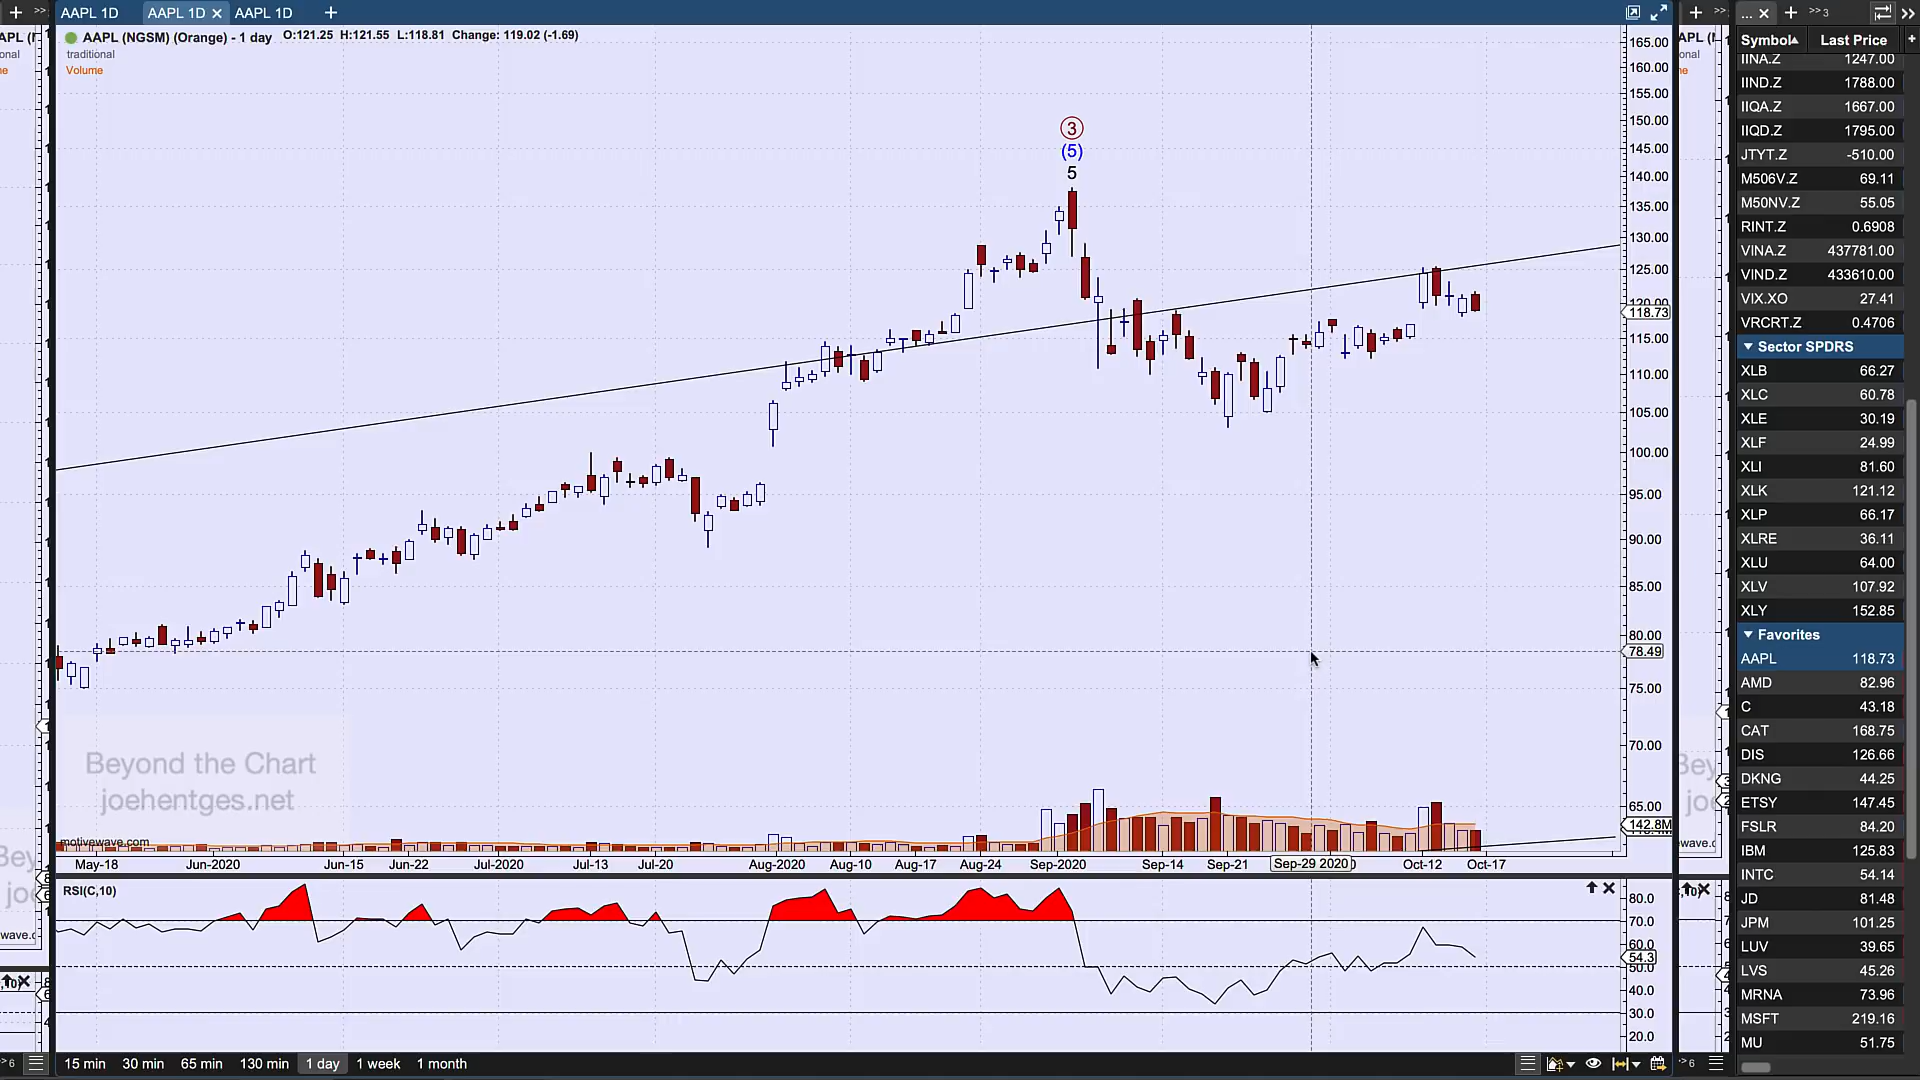 AAPL 1D
AAPL 1D
AAPL 1D
AAPL (NGSM) (Orange) - 1 day O:121.25 H:121.55 L:118.81 Change: 119.02 (-1.69)
traditional
Volume
3
(5)
5
165.00
160.00
155.00
150.00
145.00
140.00
135.00
130.00
125.00
118.73
115.00
110.00
105.00
100.00
95.00
90.00
85.00
80.00
78.49
75.00
70.00
65.00
142.8M
Beyond the Chart
joehentges.net
motivewave.com
May-18 Jun-2020 Jun-15 Jun-22 Jul-2020 Jul-13 Jul-20 Aug-2020 Aug-10 Aug-17 Aug-24 Sep-2020 Sep-14 Sep-21 Sep-29 2020 Oct-12 Oct-17
RSI(C,10)
80.0
70.0
60.0
54.3
50.0
40.0
30.0
20.0
15 min 30 min 65 min 130 min 1 day 1 week 1 month
Symbol Last Price
IINA.Z 1247.00
IIND.Z 1788.00
IIQA.Z 1667.00
IIQD.Z 1795.00
JTYT.Z -510.00
M506V.Z 69.11
M50NV.Z 55.05
RINT.Z 0.6908
VINA.Z 437781.00
VIND.Z 433610.00
VIX.XO 27.41
VRCRT.Z 0.4706
Sector SPDRS
XLB 66.27
XLC 60.78
XLE 30.19
XLF 24.99
XLI 81.60
XLK 121.12
XLP 66.17
XLRE 36.11
XLU 64.00
XLV 107.92
XLY 152.85
Favorites
AAPL 118.73
AMD 82.96
C 43.18
CAT 168.75
DIS 126.66
DKNG 44.25
ETSY 147.45
FSLR 84.20
IBM 125.83
INTC 54.14
JD 81.48
JPM 101.25
LUV 39.65
LVS 45.26
MRNA 73.96
MSFT 219.16
MU 51.75